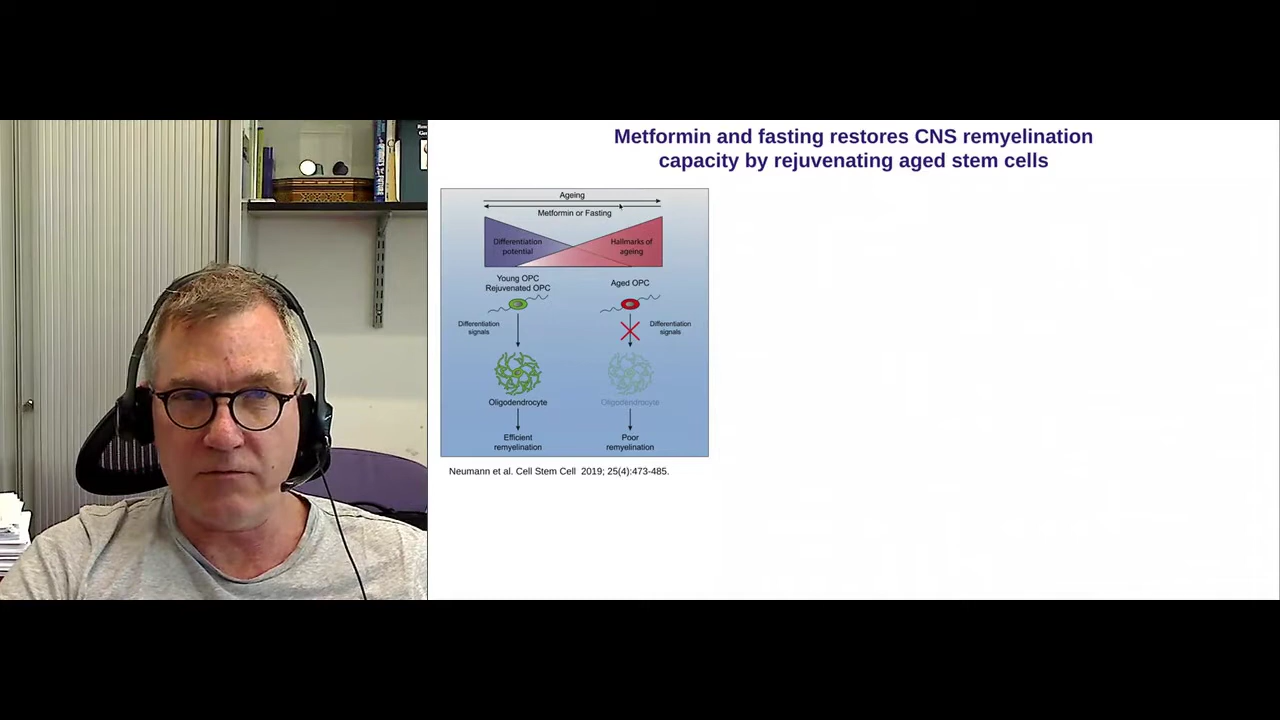 Metformin and fasting restores CNS remyelination
capacity by rejuvenating aged stem cells
Ageing
Metformin or Fasting
Differentiation
potential
Hallmarks of
ageing
Young OPC
Rejuvenated OPC
Aged OPC
Differentiation
signals
Differentiation
signals
Oligodendrocyte
Oligodendrocyte
Efficient
remyelination
Poor
remyelination
Neumann et al. Cell Stem Cell 2019; 25(4):473-485.